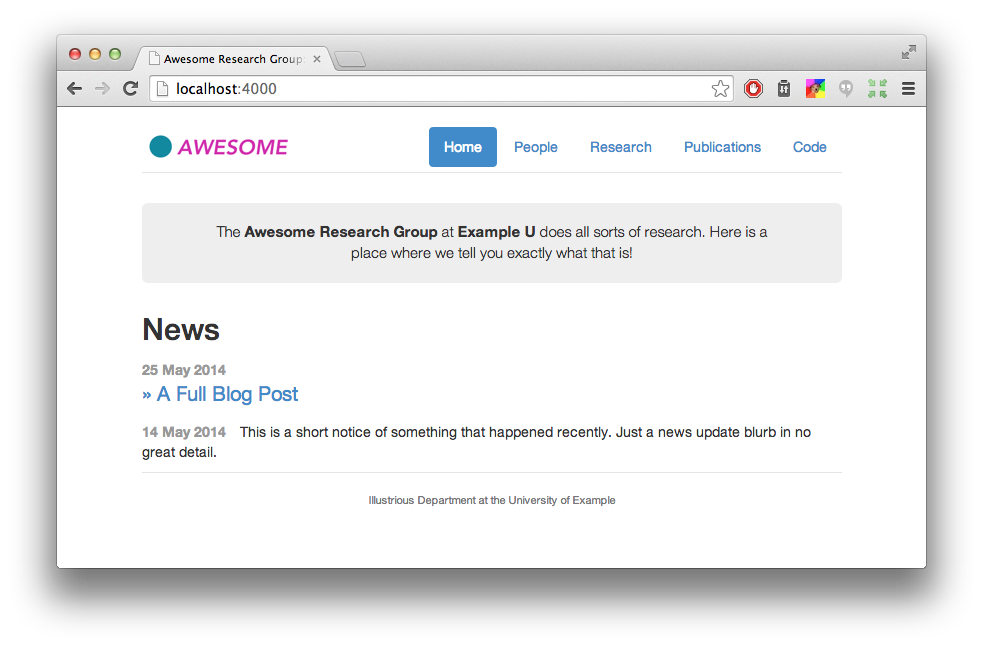 Awesome Research Group
localhost:4000
AWESOME
Home People Research Publications Code
The Awesome Research Group at Example U does all sorts of research. Here is a
place where we tell you exactly what that is!
News
25 May 2014
» A Full Blog Post
14 May 2014 This is a short notice of something that happened recently. Just a news update blurb in no
great detail.
Illustrious Department at the University of Example